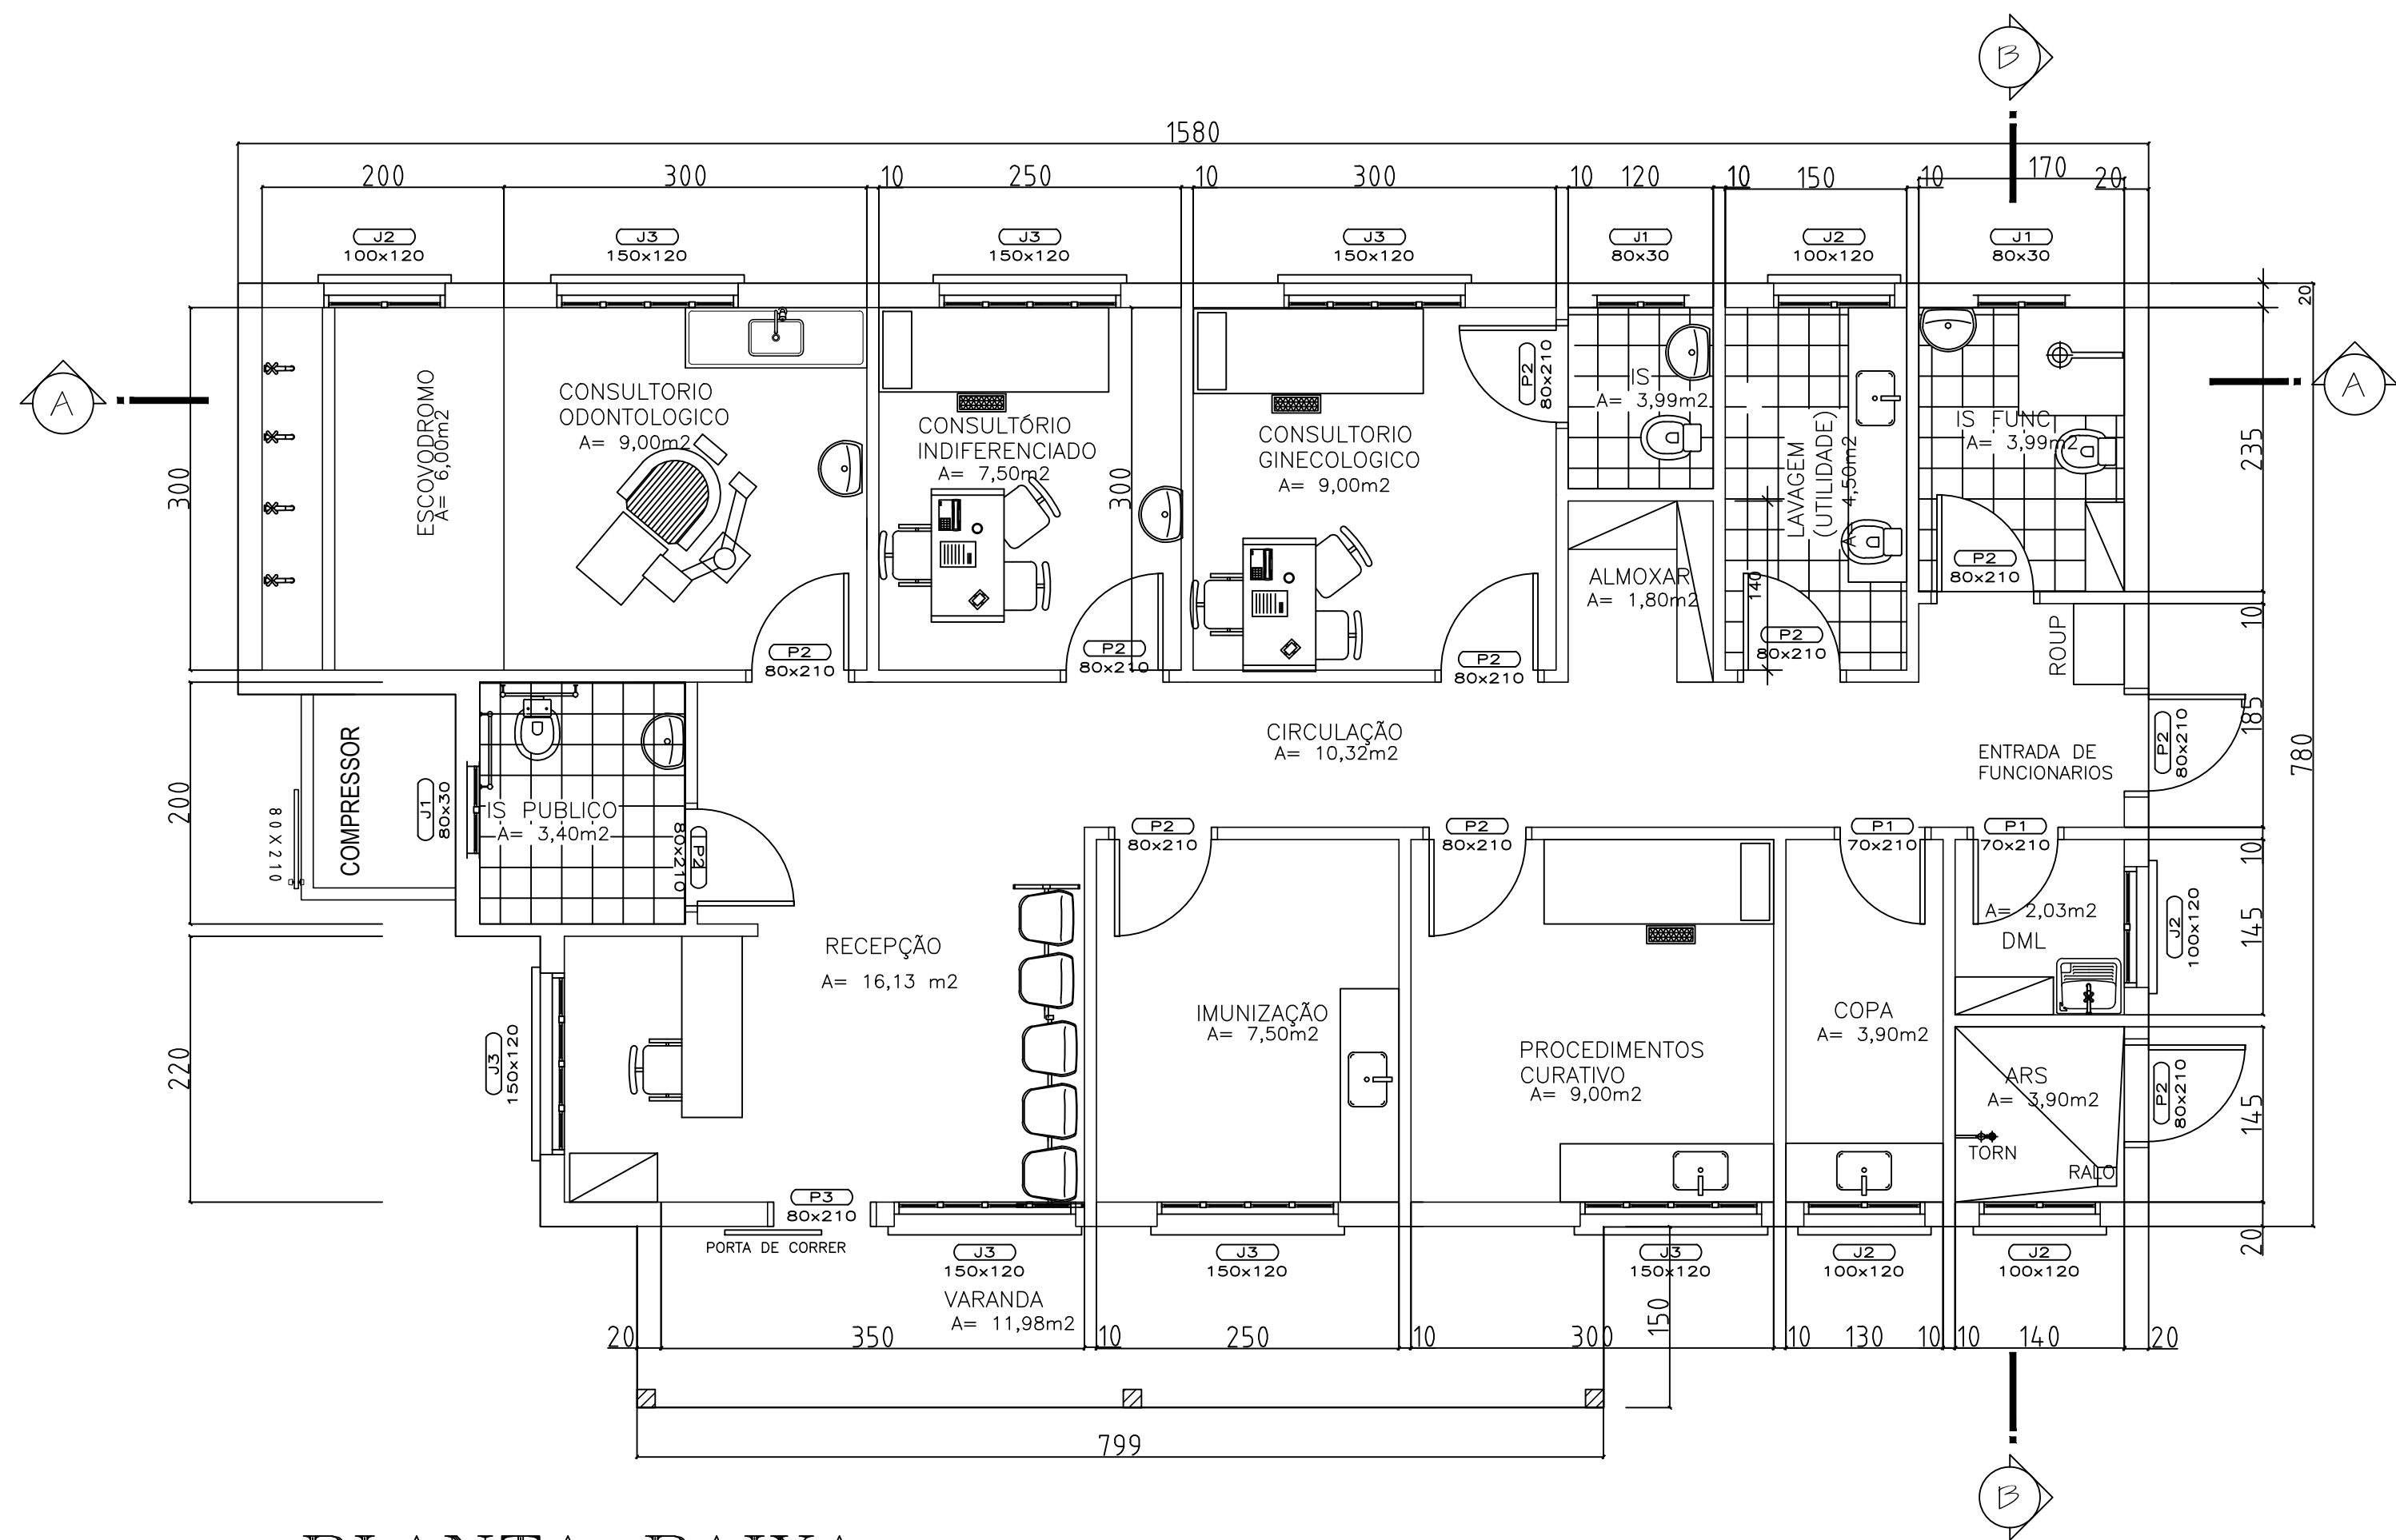 B
1580
200 300 10 250 10 300 10 120 10 150 10 170 20
J2 J3 J3 J3 J1 J2 J1
100x120 150x120 150x120 150x120 80x30 100x120 80x30
20
A
A
300
ESCOVODROMO
A= 6,00m2
CONSULTORIO
ODONTOLOGICO
A= 9,00m2
CONSULTÓRIO
INDIFERENCIADO
A= 7,50m2
300
CONSULTORIO
GINECOLOGICO
A= 9,00m2
P2
80x210
IS
A= 3,99m2
LAVAGEM
(UTILIDADE)
A= 4,50m2
IS FUNC,
A= 3,99m2
235
P2
80x210
ALMOXAR
A= 1,80m2
140
P2
80x210
ROUP
10
P2
80x210
P2
80x210
P2
80x210
200
COMPRESSOR
80X210
J1
80x30
IS PUBLICO
A= 3,40m2
P2
80x210
CIRCULAÇÃO
A= 10,32m2
ENTRADA DE
FUNCIONARIOS
P2
80x210
185
780
P2 P2 P1 P1
80x210 80x210 70x210 70x210
10
A= 2,03m2
DML
J2
100x120
145
220
J3
150x120
RECEPÇÃO
A= 16,13 m2
IMUNIZAÇÃO
A= 7,50m2
PROCEDIMENTOS
CURATIVO
A= 9,00m2
COPA
A= 3,90m2
ARS
A= 3,90m2
TORN
RALO
P2
80x210
145
P3
80x210
PORTA DE CORRER
20
J3 J3 J3 J2 J2
150x120 150x120 150x120 100x120 100x120
VARANDA
A= 11,98m2
150
20 350 10 250 10 300 10 130 10 10 140 20
799
B
PLANTA BAIXA